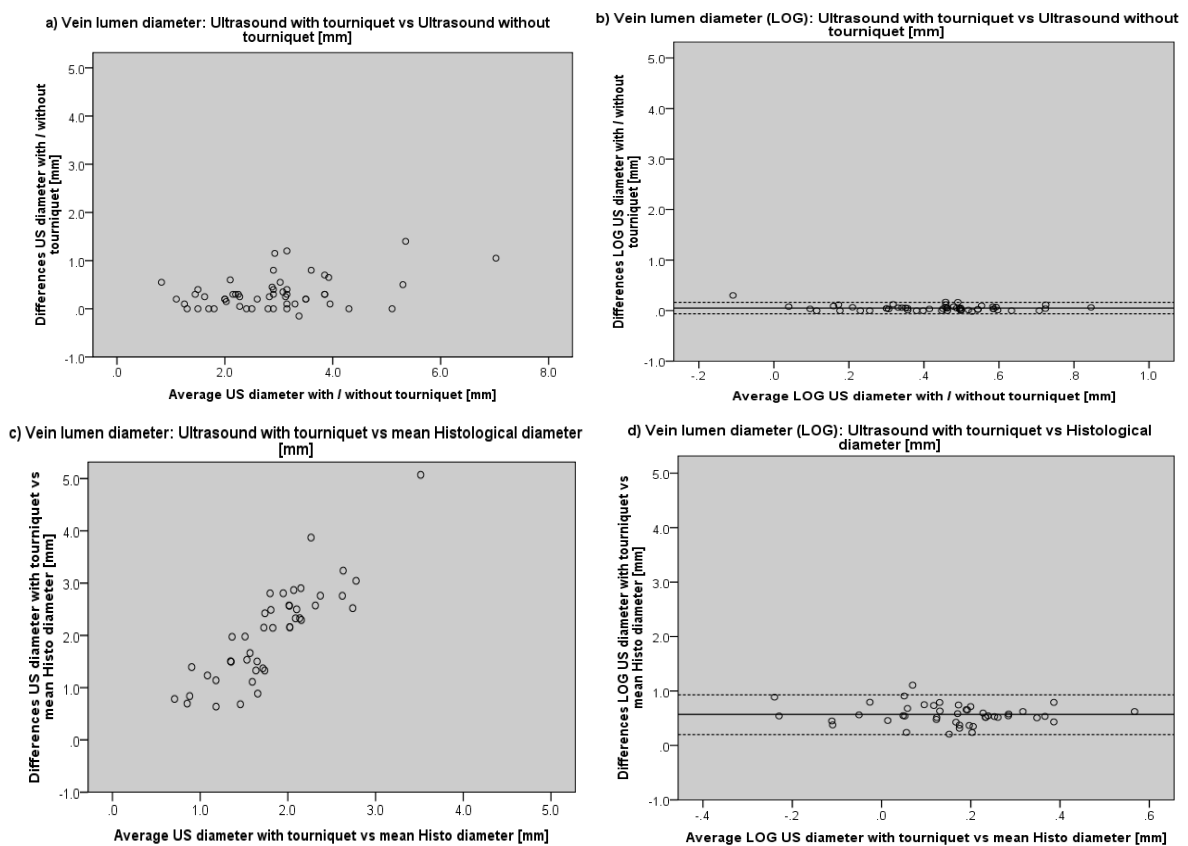 a) Vein lumen diameter: Ultrasound with tourniquet vs Ultrasound without
tourniquet [mm]
5.0
4.0
3.0
2.0
1.0
.0
-1.0
Differences US diameter with / without
tourniquet [mm]
.0 2.0 4.0 6.0 8.0
Average US diameter with / without tourniquet [mm]
b) Vein lumen diameter (LOG): Ultrasound with tourniquet vs Ultrasound without
tourniquet [mm]
5.0
4.0
3.0
2.0
1.0
.0
-1.0
Differences LOG US diameter with / without
tourniquet [mm]
-.2 .0 .2 .4 .6 .8 1.0
Average LOG US diameter with / without tourniquet [mm]
c) Vein lumen diameter: Ultrasound with tourniquet vs mean Histological diameter
[mm]
5.0
4.0
3.0
2.0
1.0
.0
-1.0
Differences US diameter with tourniquet vs
mean Histo diameter [mm]
.0 1.0 2.0 3.0 4.0 5.0
Average US diameter with tourniquet vs mean Histo diameter [mm]
d) Vein lumen diameter (LOG): Ultrasound with tourniquet vs Histological
diameter [mm]
5.0
4.0
3.0
2.0
1.0
.0
-1.0
Differences LOG US diameter with tourniquet vs
mean Histo diameter [mm]
-.4 -.2 .0 .2 .4 .6
Average LOG US diameter with tourniquet vs mean Histo diameter [mm]